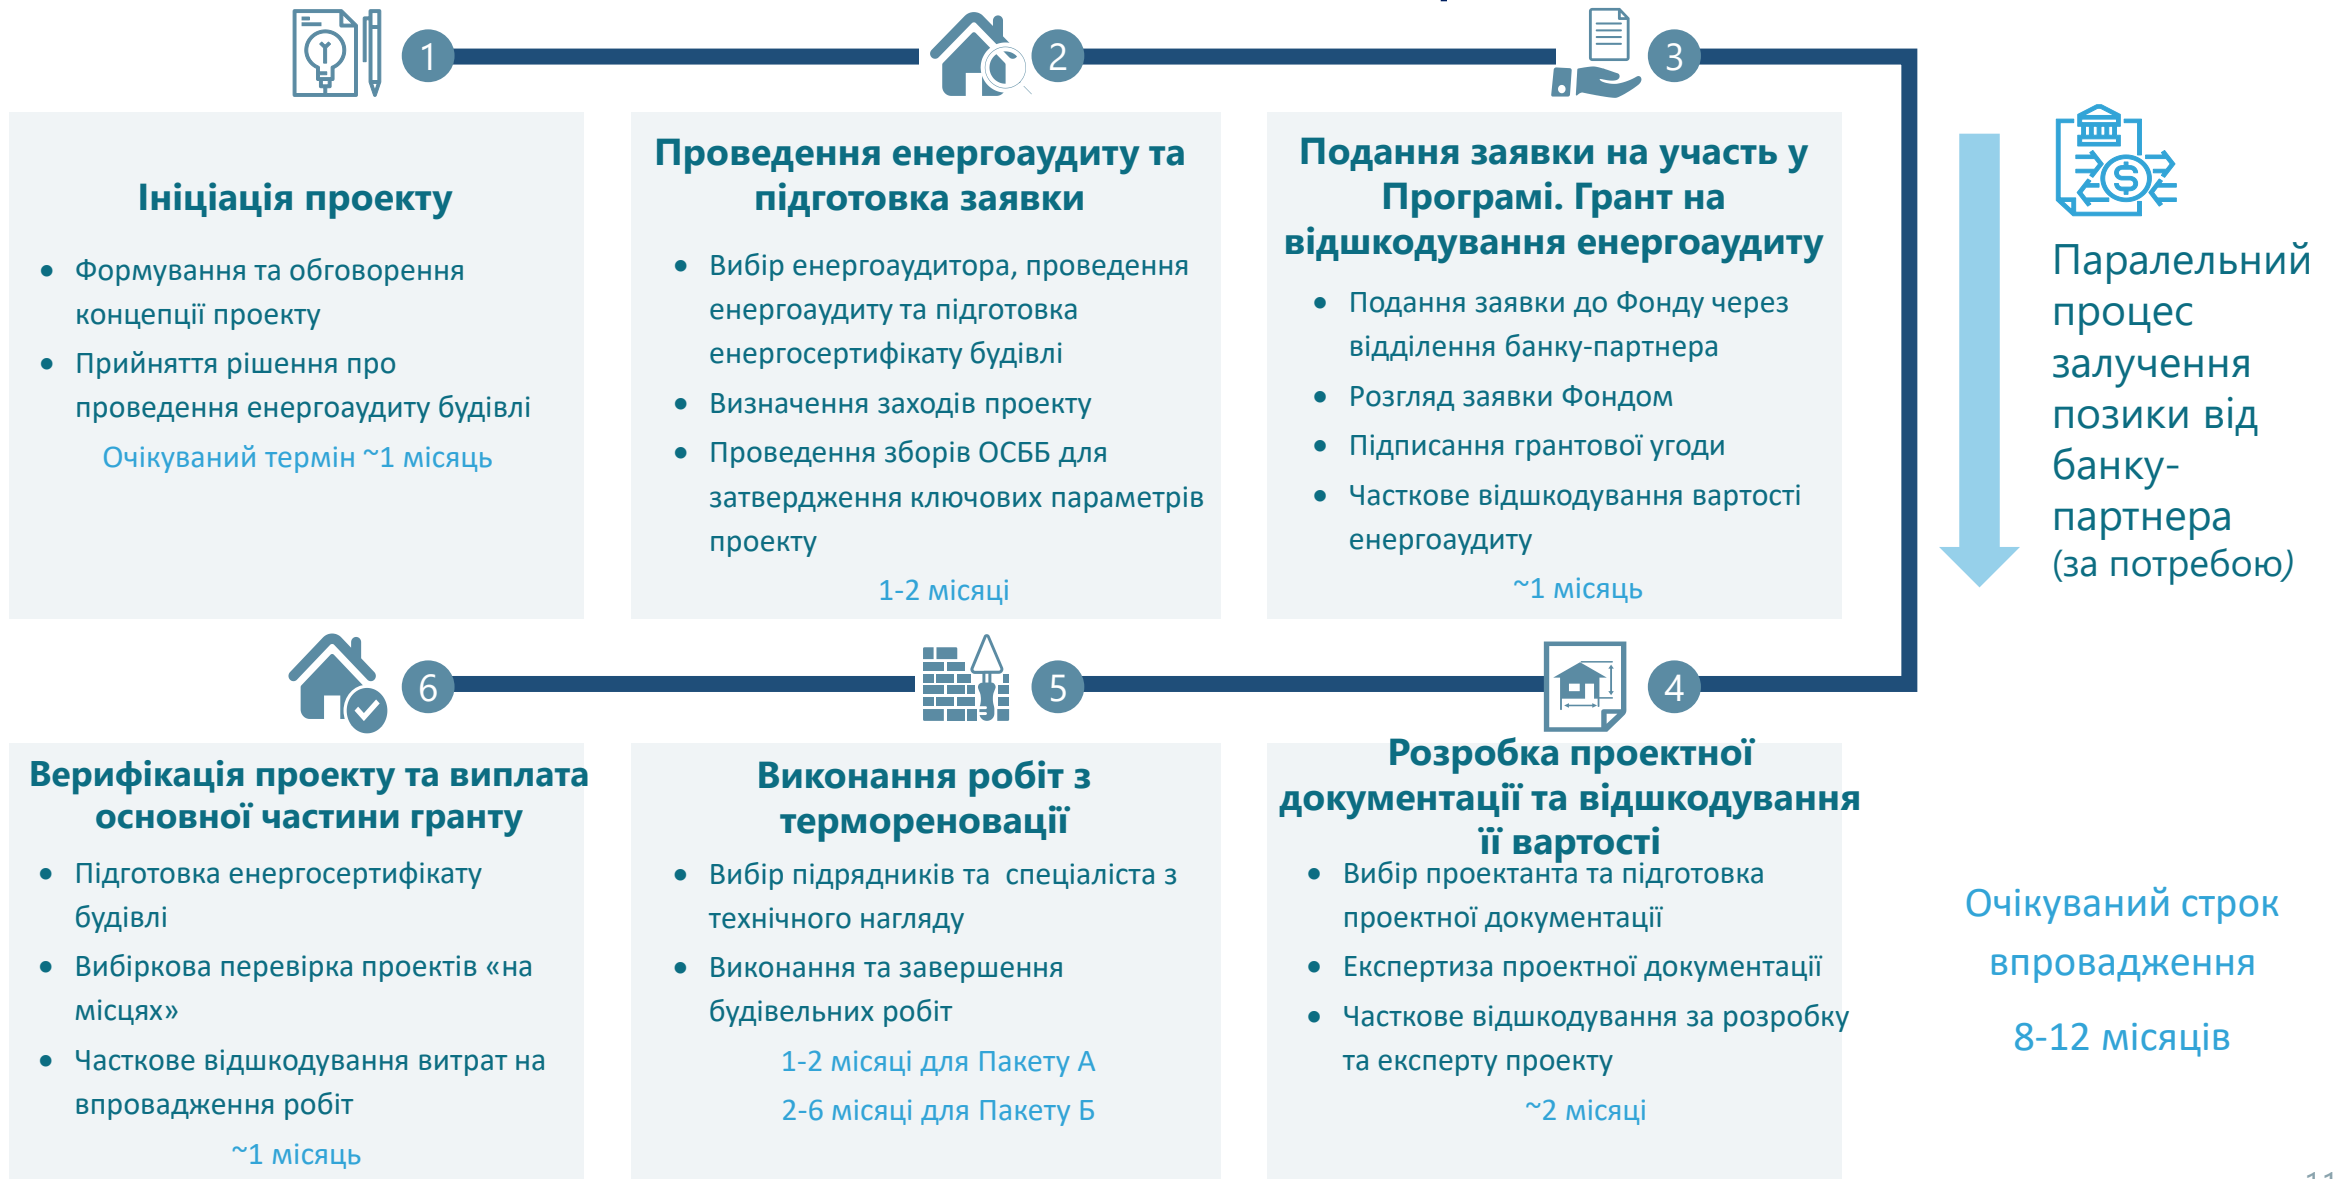 1
2
3
Ініціація проекту
● Формування та обговорення
концепції проекту
● Прийняття рішення про
проведення енергоаудиту будівлі
Очікуваний термін ~1 місяць
Проведення енергоаудиту та
підготовка заявки
● Вибір енергоаудитора, проведення
енергоаудиту та підготовка
енергосертифікату будівлі
● Визначення заходів проекту
● Проведення зборів ОСББ для
затвердження ключових параметрів
проекту
1-2 місяці
Подання заявки на участь у
Програмі. Грант на
відшкодування енергоаудиту
● Подання заявки до Фонду через
відділення банку-партнера
● Розгляд заявки Фондом
● Підписання грантової угоди
● Часткове відшкодування вартості
енергоаудиту
~1 місяць
Паралельний
процес
залучення
позики від
банку-
партнера
(за потребою)
6
5
4
Верифікація проекту та виплата
основної частини гранту
● Підготовка енергосертифікату
будівлі
● Вибіркова перевірка проектів «на
місцях»
● Часткове відшкодування витрат на
впровадження робіт
~1 місяць
Виконання робіт з
термореновації
● Вибір підрядників та  спеціаліста з
технічного нагляду
● Виконання та завершення
будівельних робіт
1-2 місяці для Пакету А
2-6 місяці для Пакету Б
Розробка проектної
документації та відшкодування
її вартості
● Вибір проектанта та підготовка
проектної документації
● Експертиза проектної документації
● Часткове відшкодування за розробку
та експерту проекту
~2 місяці
Очікуваний строк
впровадження
8-12 місяців